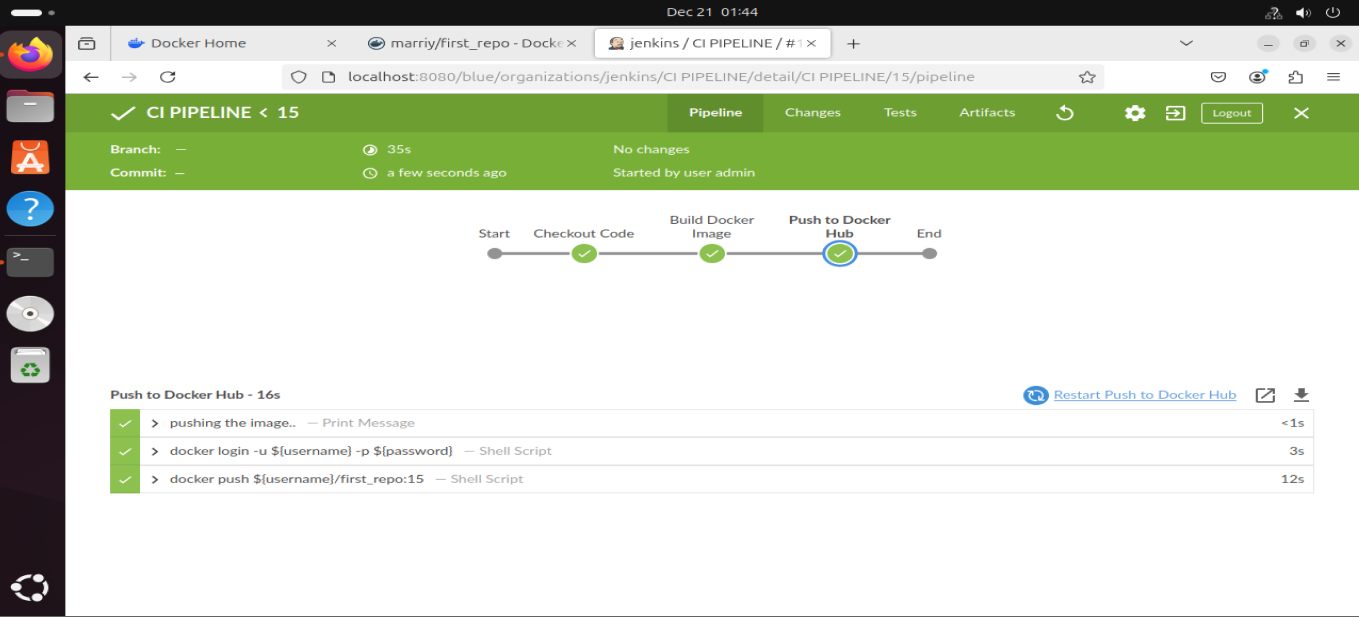 Dec 21 01:44
Docker Home
marriy/first_repo - Docke
jenkins / CI PIPELINE / #1
localhost:8080/blue/organizations/jenkins/CI PIPELINE/detail/CI PIPELINE/15/pipeline
CI PIPELINE < 15
Pipeline
Changes
Tests
Artifacts
Logout
Branch: —
35s
No changes
Commit: —
a few seconds ago
Started by user admin
Start
Checkout Code
Build Docker
Image
Push to Docker
Hub
End
Push to Docker Hub - 16s
Restart Push to Docker Hub
pushing the image.. — Print Message
<1s
docker login -u ${username} -p ${password} — Shell Script
3s
docker push ${username}/first_repo:15 — Shell Script
12s